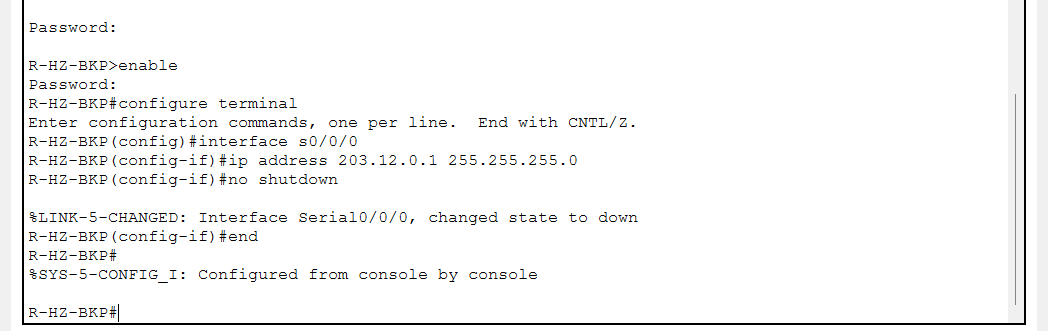 Password:
R-HZ-BKP>enable
Password:
R-HZ-BKP#configure terminal
Enter configuration commands, one per line.  End with CNTL/Z.
R-HZ-BKP(config)#interface s0/0/0
R-HZ-BKP(config-if)#ip address 203.12.0.1 255.255.255.0
R-HZ-BKP(config-if)#no shutdown
%LINK-5-CHANGED: Interface Serial0/0/0, changed state to down
R-HZ-BKP(config-if)#end
R-HZ-BKP#
%SYS-5-CONFIG_I: Configured from console by console
R-HZ-BKP#